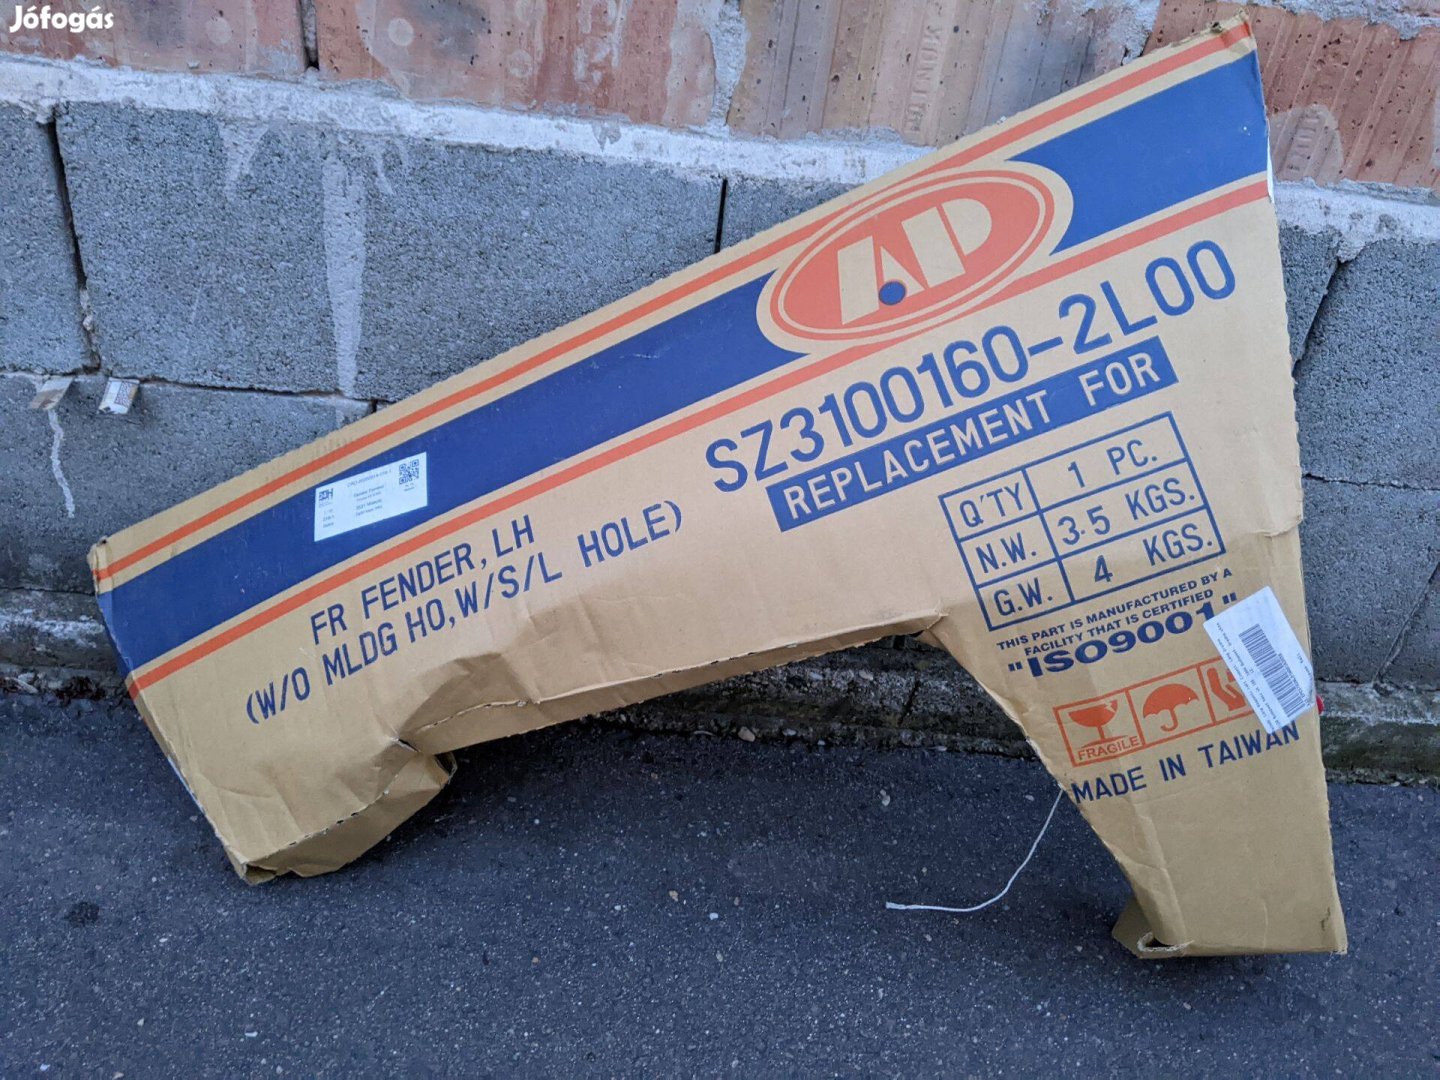 Jófogás
AP
SZ3100160-2L00
REPLACEMENT FOR
Q'TY 1 PC.
N.W. 3.5 KGS.
G.W. 4 KGS.
FR FENDER, LH
(W/O MLDG HO,W/S/L HOLE)
THIS PART IS MANUFACTURED BY A
FACILITY THAT IS CERTIFIED
"ISO9001"
FRAGILE
MADE IN TAIWAN